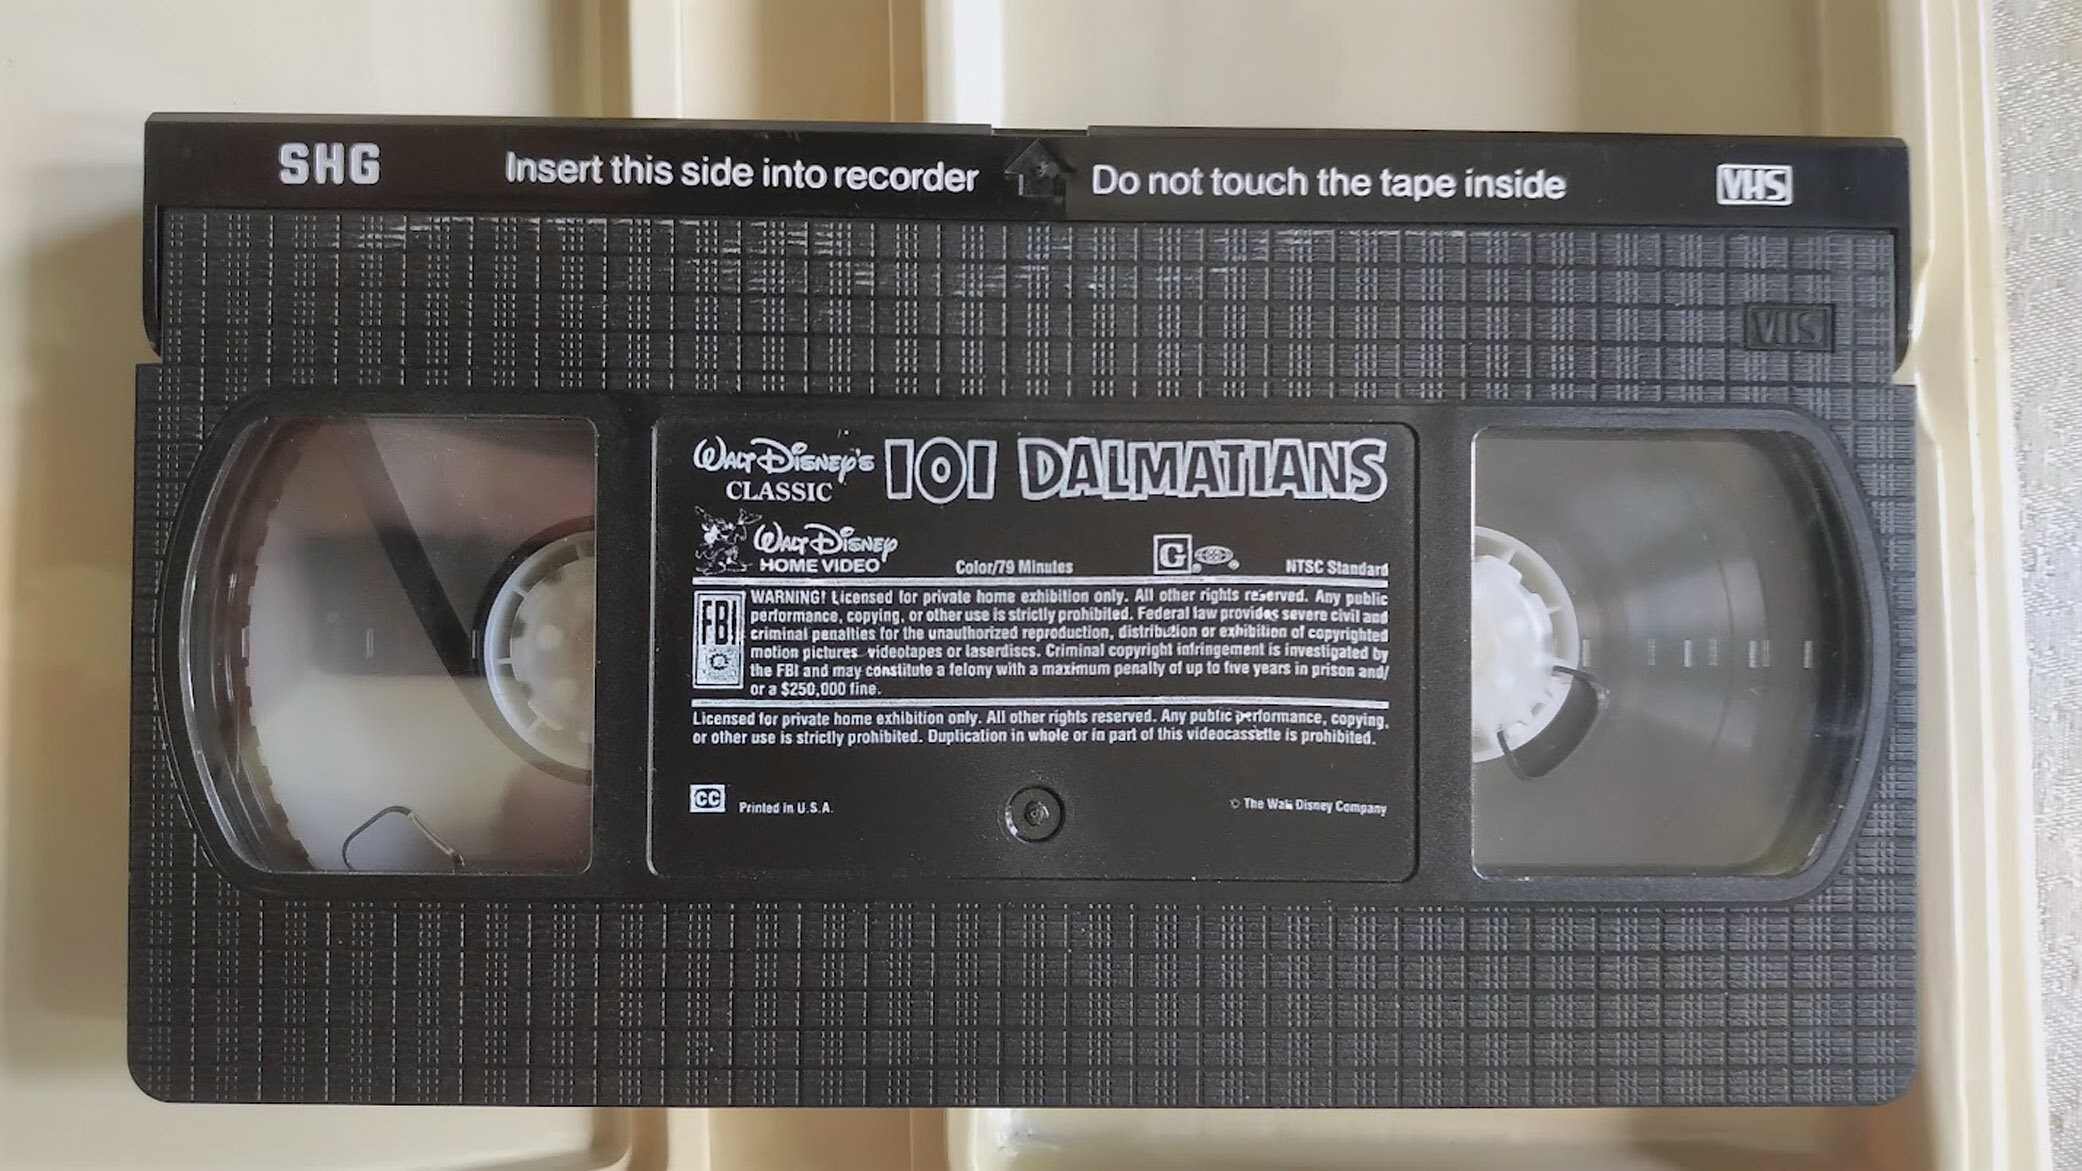 SHG Insert this side into recorder Do not touch the tape inside VHS
VHS
WALT DISNEY'S 101 DALMATIANS
CLASSIC
WALT DISNEY
HOME VIDEO Color/79 Minutes G NTSC Standard
FBI WARNING! Licensed for private home exhibition only. All other rights reserved. Any public
performance, copying, or other use is strictly prohibited. Federal law provides severe civil and
criminal penalties for the unauthorized reproduction, distribution or exhibition of copyrighted
motion pictures videotapes or laserdiscs. Criminal copyright infringement is investigated by
the FBI and may constitute a felony with a maximum penalty of up to five years in prison and/
or a $250,000 fine.
Licensed for private home exhibition only. All other rights reserved. Any public performance, copying,
or other use is strictly prohibited. Duplication in whole or in part of this videocassette is prohibited.
CC Printed in U.S.A. © The Walt Disney Company